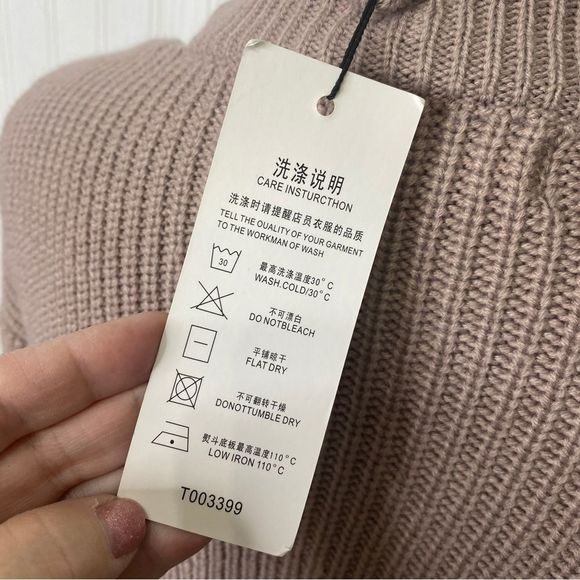 洗涤说明
CARE INSTURCTHON
洗涤时请提醒店员衣服的品质
TELL THE OUALITY OF YOUR GARMENT
TO THE WORKMAN OF WASH
30
最高洗涤温度30°C
WASH.COLD/30°C
不可漂白
DO NOTBLEACH
平铺晾干
FLAT DRY
不可翻转干燥
DONOTTUMBLE DRY
熨斗底板最高温度110°C
LOW IRON 110°C
T003399